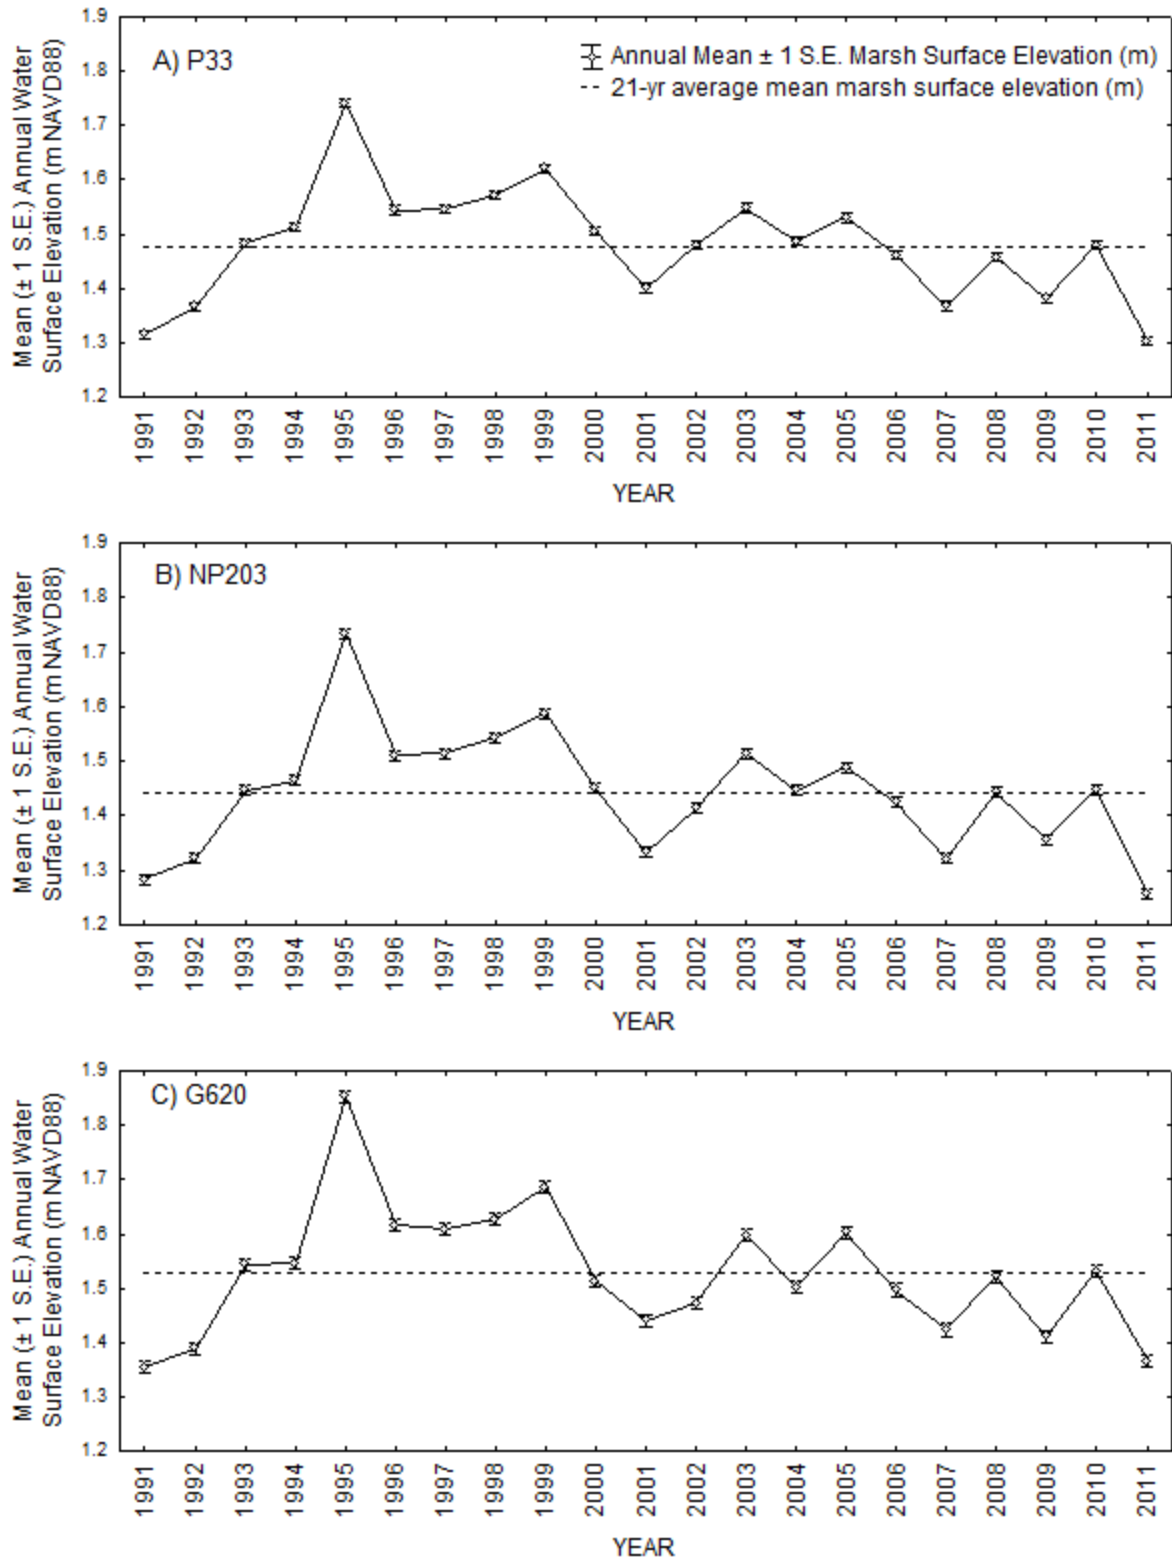 A) P33
Annual Mean ± 1 S.E. Marsh Surface Elevation (m)
21-yr average mean marsh surface elevation (m)
Mean (± 1 S.E.) Annual Water
Surface Elevation (m NAVD88)
1.9
1.8
1.7
1.6
1.5
1.4
1.3
1.2
1991 1992 1993 1994 1995 1996 1997 1998 1999 2000 2001 2002 2003 2004 2005 2006 2007 2008 2009 2010 2011
YEAR
B) NP203
Mean (± 1 S.E.) Annual Water
Surface Elevation (m NAVD88)
1.9
1.8
1.7
1.6
1.5
1.4
1.3
1.2
1991 1992 1993 1994 1995 1996 1997 1998 1999 2000 2001 2002 2003 2004 2005 2006 2007 2008 2009 2010 2011
YEAR
C) G620
Mean (± 1 S.E.) Annual Water
Surface Elevation (m NAVD88)
1.9
1.8
1.7
1.6
1.5
1.4
1.3
1.2
1991 1992 1993 1994 1995 1996 1997 1998 1999 2000 2001 2002 2003 2004 2005 2006 2007 2008 2009 2010 2011
YEAR